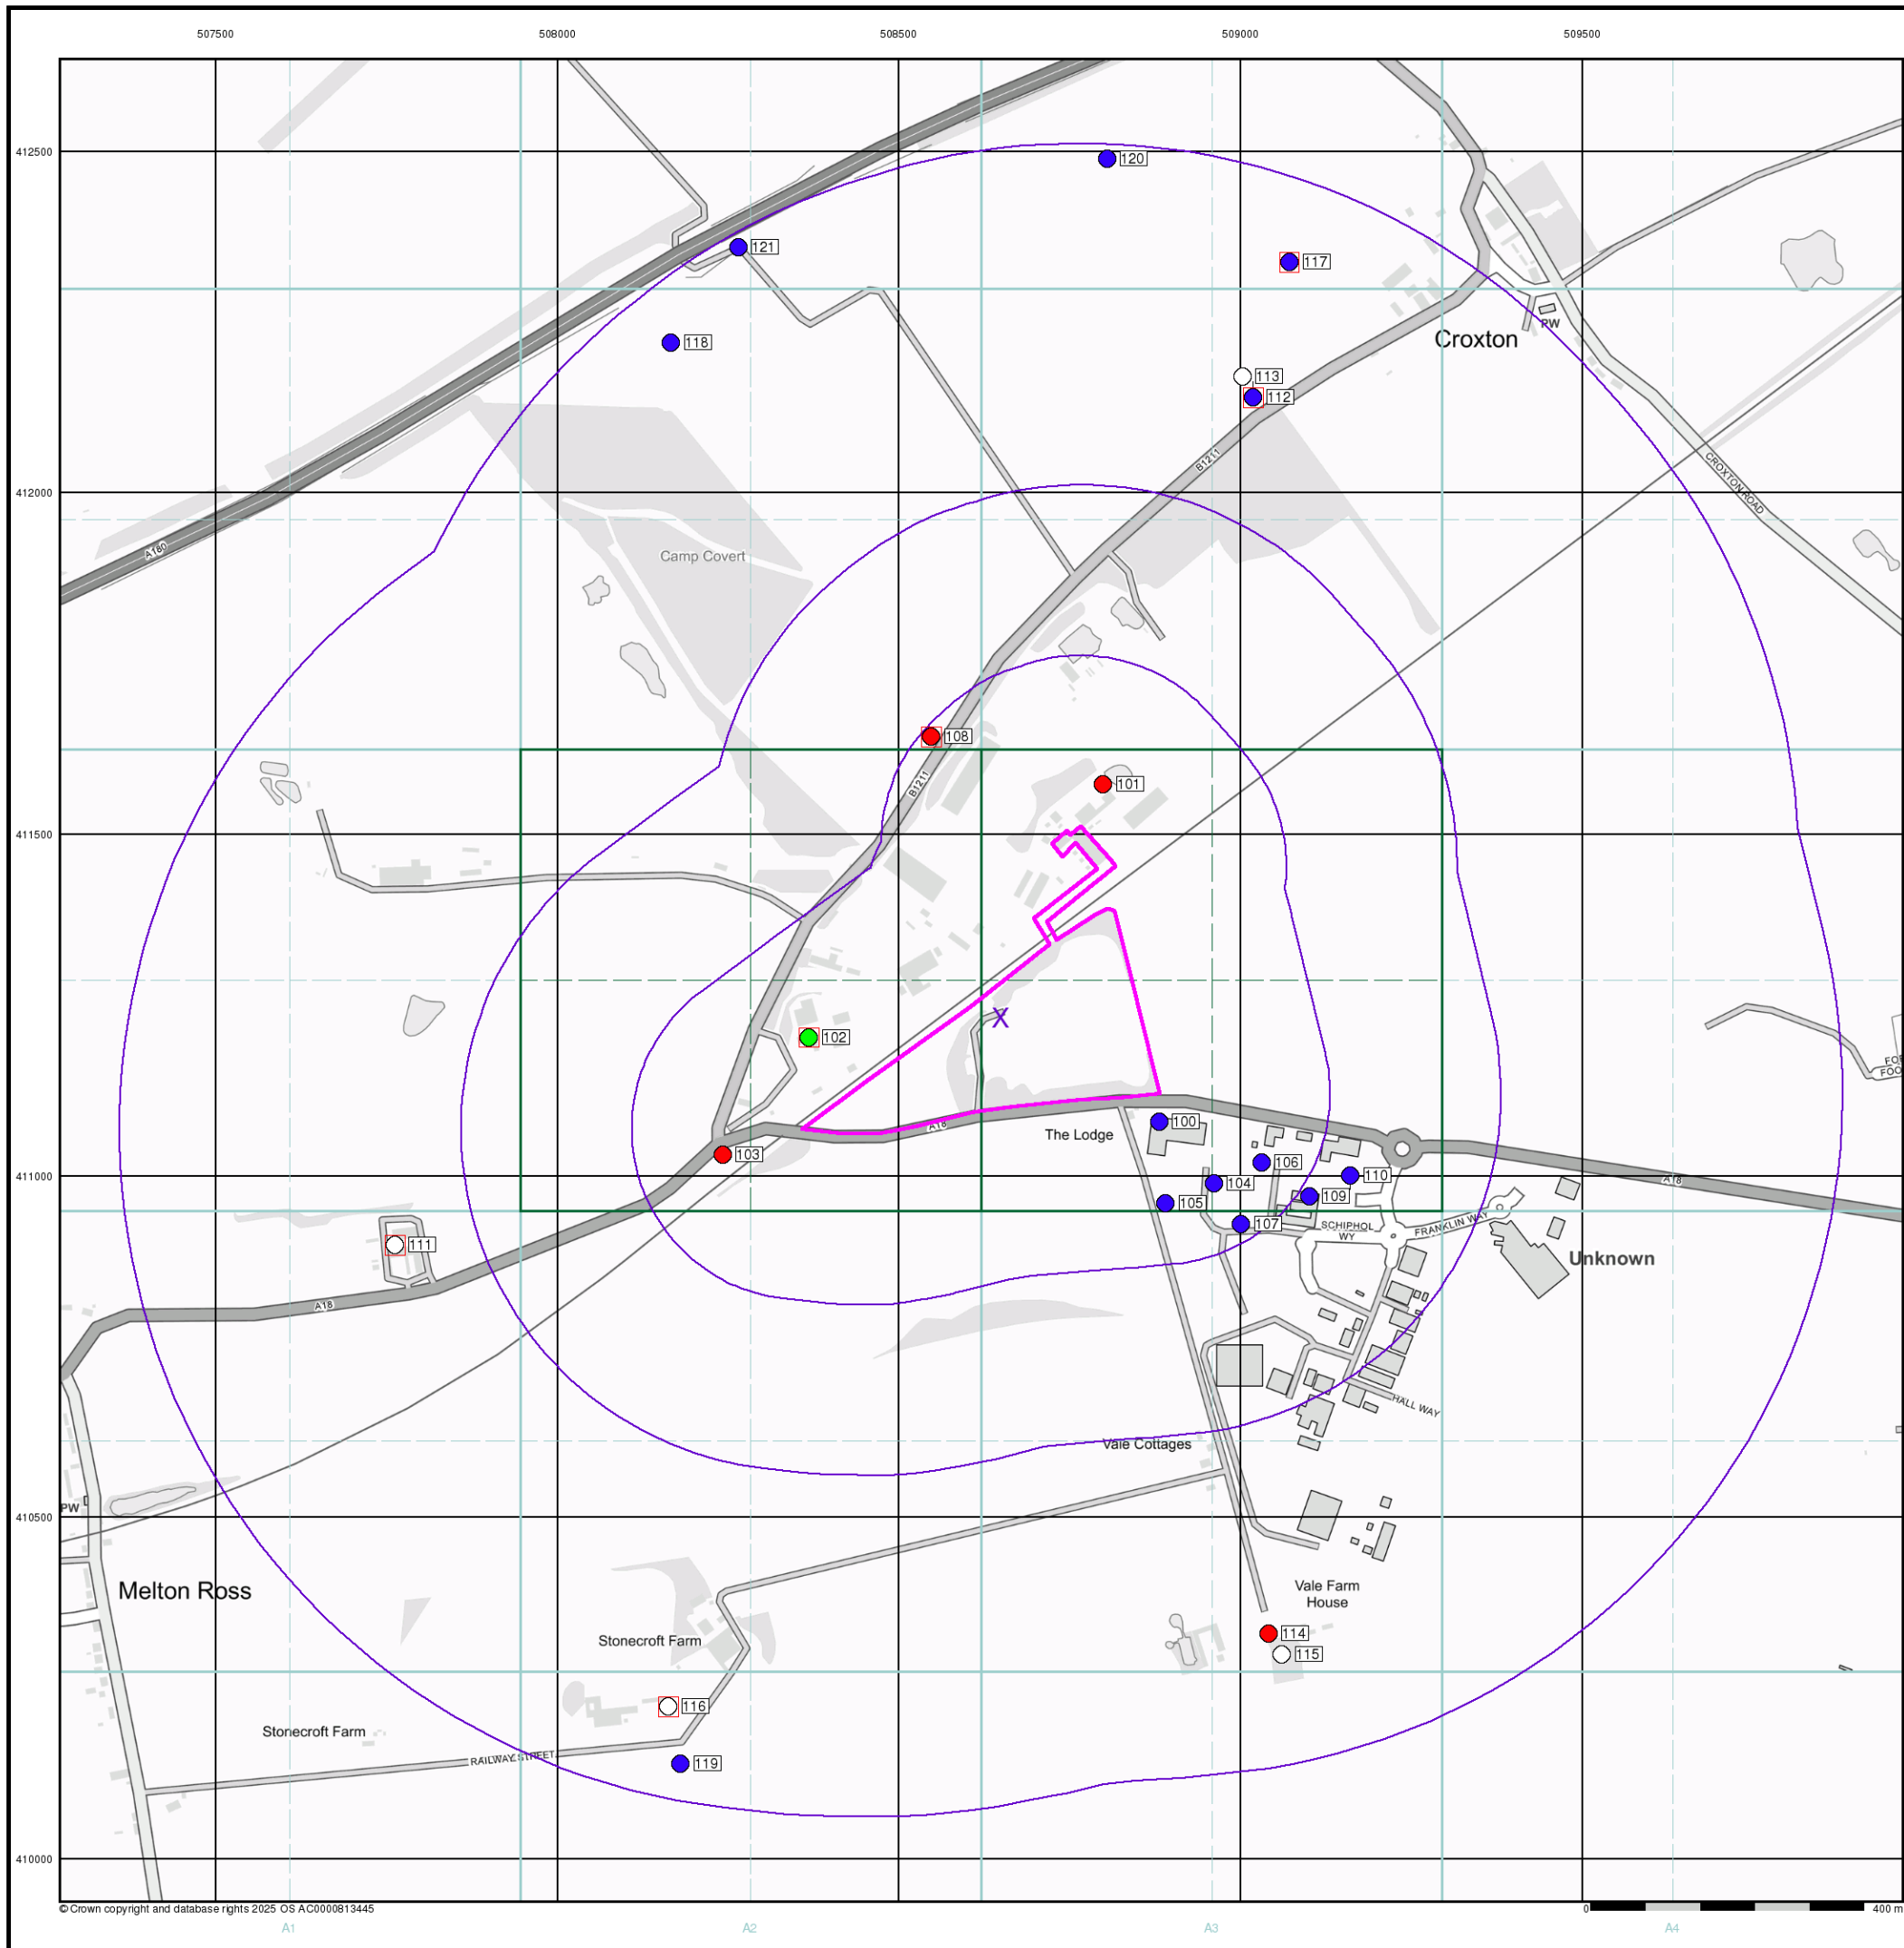 507500 508000 508500 509000 509500
412500
120
121
117
118
Croxton
PW
113
112
B1211
CROXTON ROAD
412000
A180
Camp Covert
108
101
B1211
411500
X
102
A18
100
The Lodge
103
106
110
411000
104
A18
109
105
107
SCHIPHOL
WY
FRANKLIN WAY
111
Unknown
A18
HALL WAY
Vale Cottages
PW
410500
Melton Ross
Vale Farm
House
Stonecroft Farm
114
115
116
Stonecroft Farm
RAILWAY STREET
119
410000
© Crown copyright and database rights 2025 OS AC0000813445
0 400 m
A1 A2 A3 A4